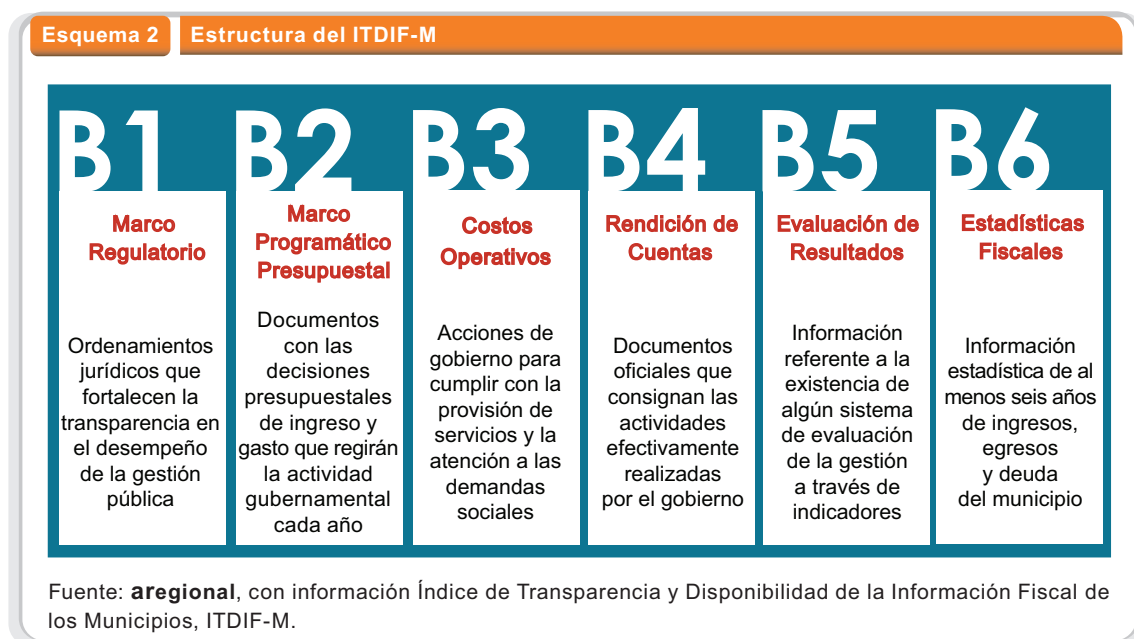 Esquema 2
Estructura del ITDIF-M
B1
Marco
Regulatorio
Ordenamientos
jurídicos que
fortalecen la
transparencia en
el desempeño
de la gestión
pública
B2
Marco
Programático
Presupuestal
Documentos
con las
decisiones
presupuestales
de ingreso y
gasto que regirán
la actividad
gubernamental
cada año
B3
Costos
Operativos
Acciones de
gobierno para
cumplir con la
provisión de
servicios y la
atención a las
demandas
sociales
B4
Rendición de
Cuentas
Documentos
oficiales que
consignan las
actividades
efectivamente
realizadas
por el gobierno
B5
Evaluación de
Resultados
Información
referente a la
existencia de
algún sistema
de evaluación
de la gestión
a través de
indicadores
B6
Estadísticas
Fiscales
Información
estadística de al
menos seis años
de ingresos,
egresos
y deuda
del municipio
Fuente: aregional, con información Índice de Transparencia y Disponibilidad de la Información Fiscal de
los Municipios, ITDIF-M.